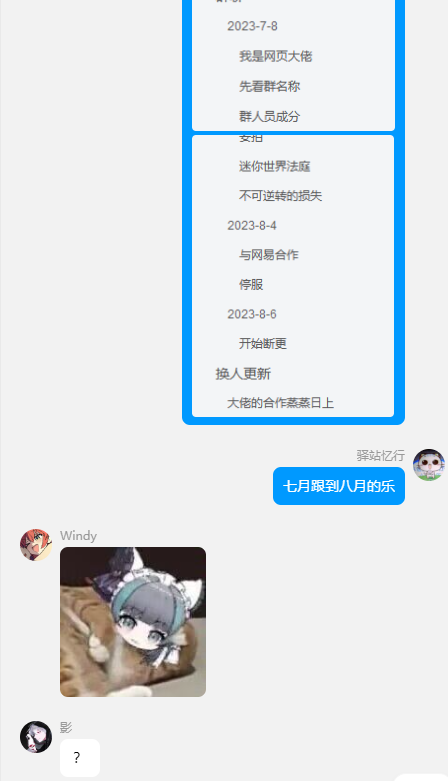 2023-7-8
我是网页大佬
先看群名称
群人员成分
安抬
迷你世界法庭
不可逆转的损失
2023-8-4
与网易合作
停服
2023-8-6
开始断更
换人更新
大佬的合作蒸蒸日上
驿站忆行
七月跟到八月的乐
Windy
影
？